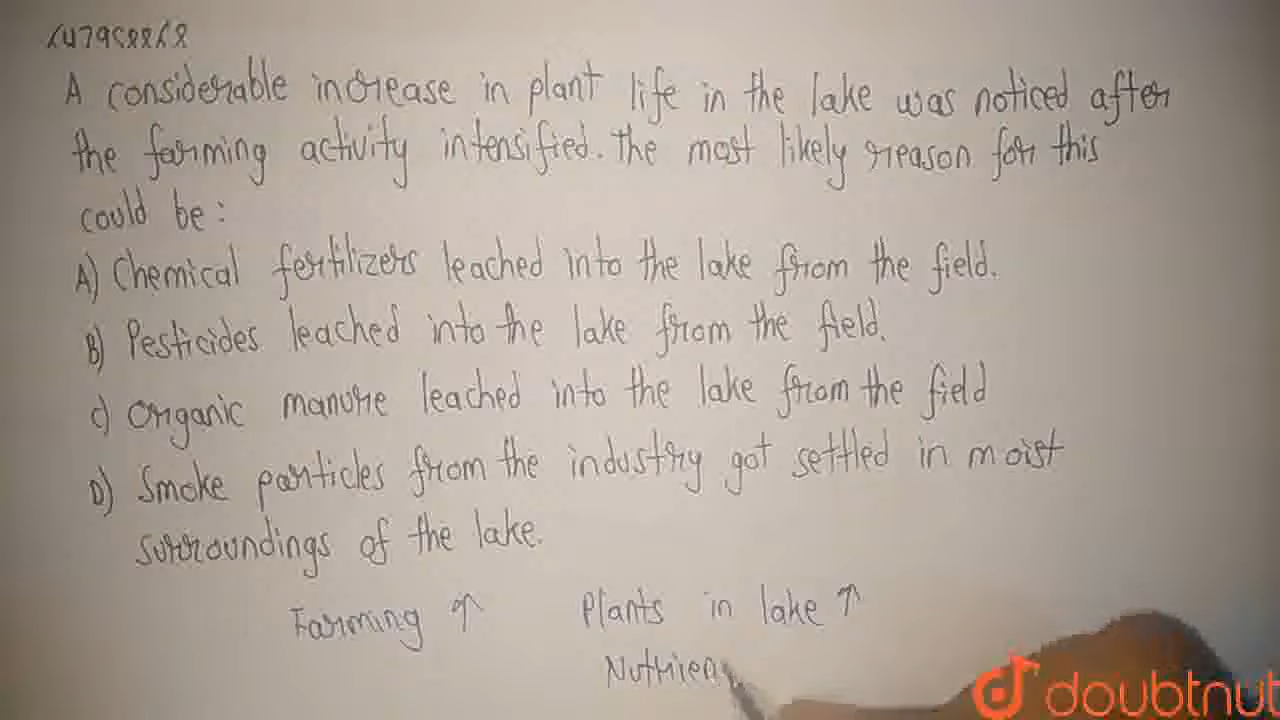 A considerable increase in plant life in the lake was noticed after
the farming activity intensified. The most likely reason for this
could be:
A) Chemical fertilizers leached into the lake from the field.
B) Pesticides leached into the lake from the field.
C) Organic manure leached into the lake from the field
D) Smoke particles from the industry got settled in moist
surroundings of the lake.
Farming ↑ Plants in lake ↑
doubtnut